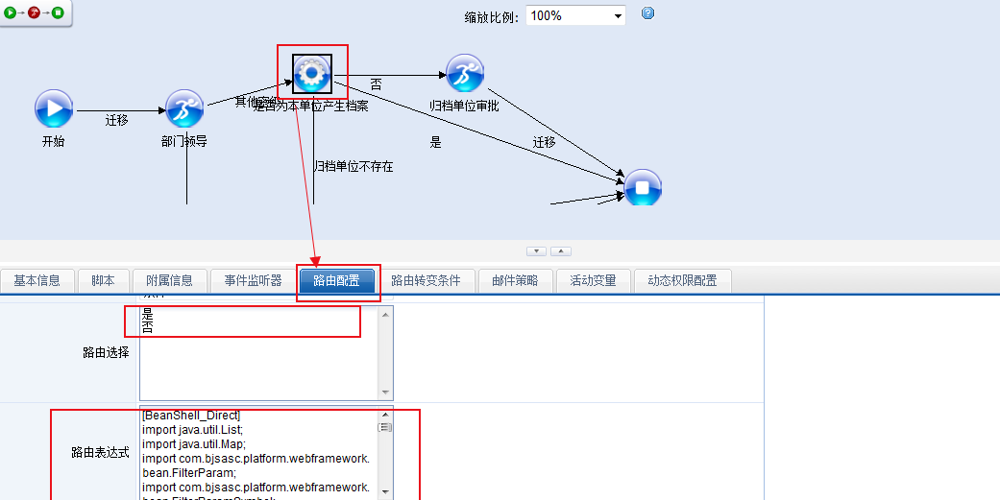 缩放比例: 100%
否
其他密级
是否为本单位产生档案
归档单位审批
迁移
开始
部门领导
是
迁移
归档单位不存在
基本信息 脚本 附属信息 事件监听器 路由配置 路由转变条件 邮件策略 活动变量 动态权限配置
是
否
路由选择
[BeanShell_Direct]
import java.util.List;
import java.util.Map;
路由表达式
import com.bjsasc.platform.webframework.
bean.FilterParam;
import com.bjsasc.platform.webframework.
bean.FilterParamSymbol;